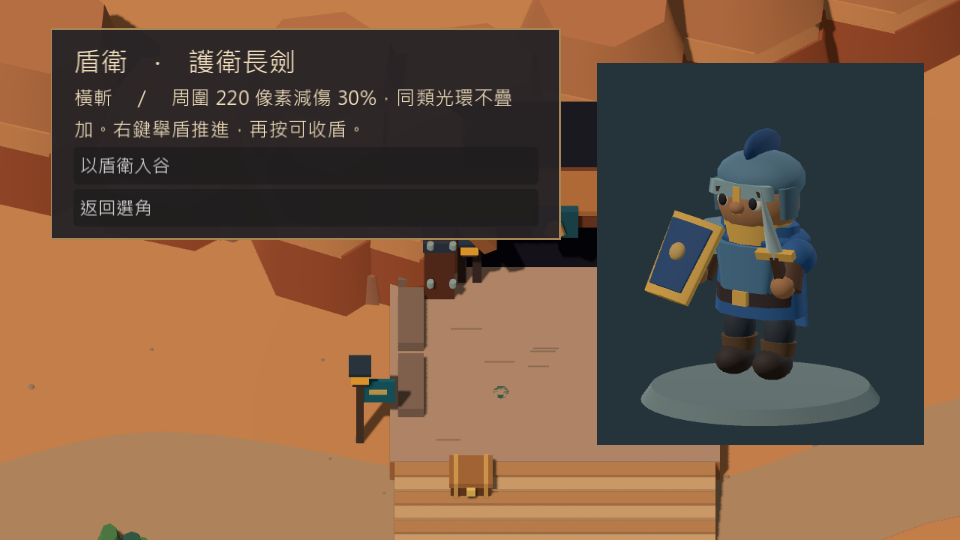 盾衛 · 護衛長劍
橫斬 / 周圍 220 像素減傷 30%．同類光環不疊
加。右鍵舉盾推進．再按可收盾。
以盾衛入谷
返回選角